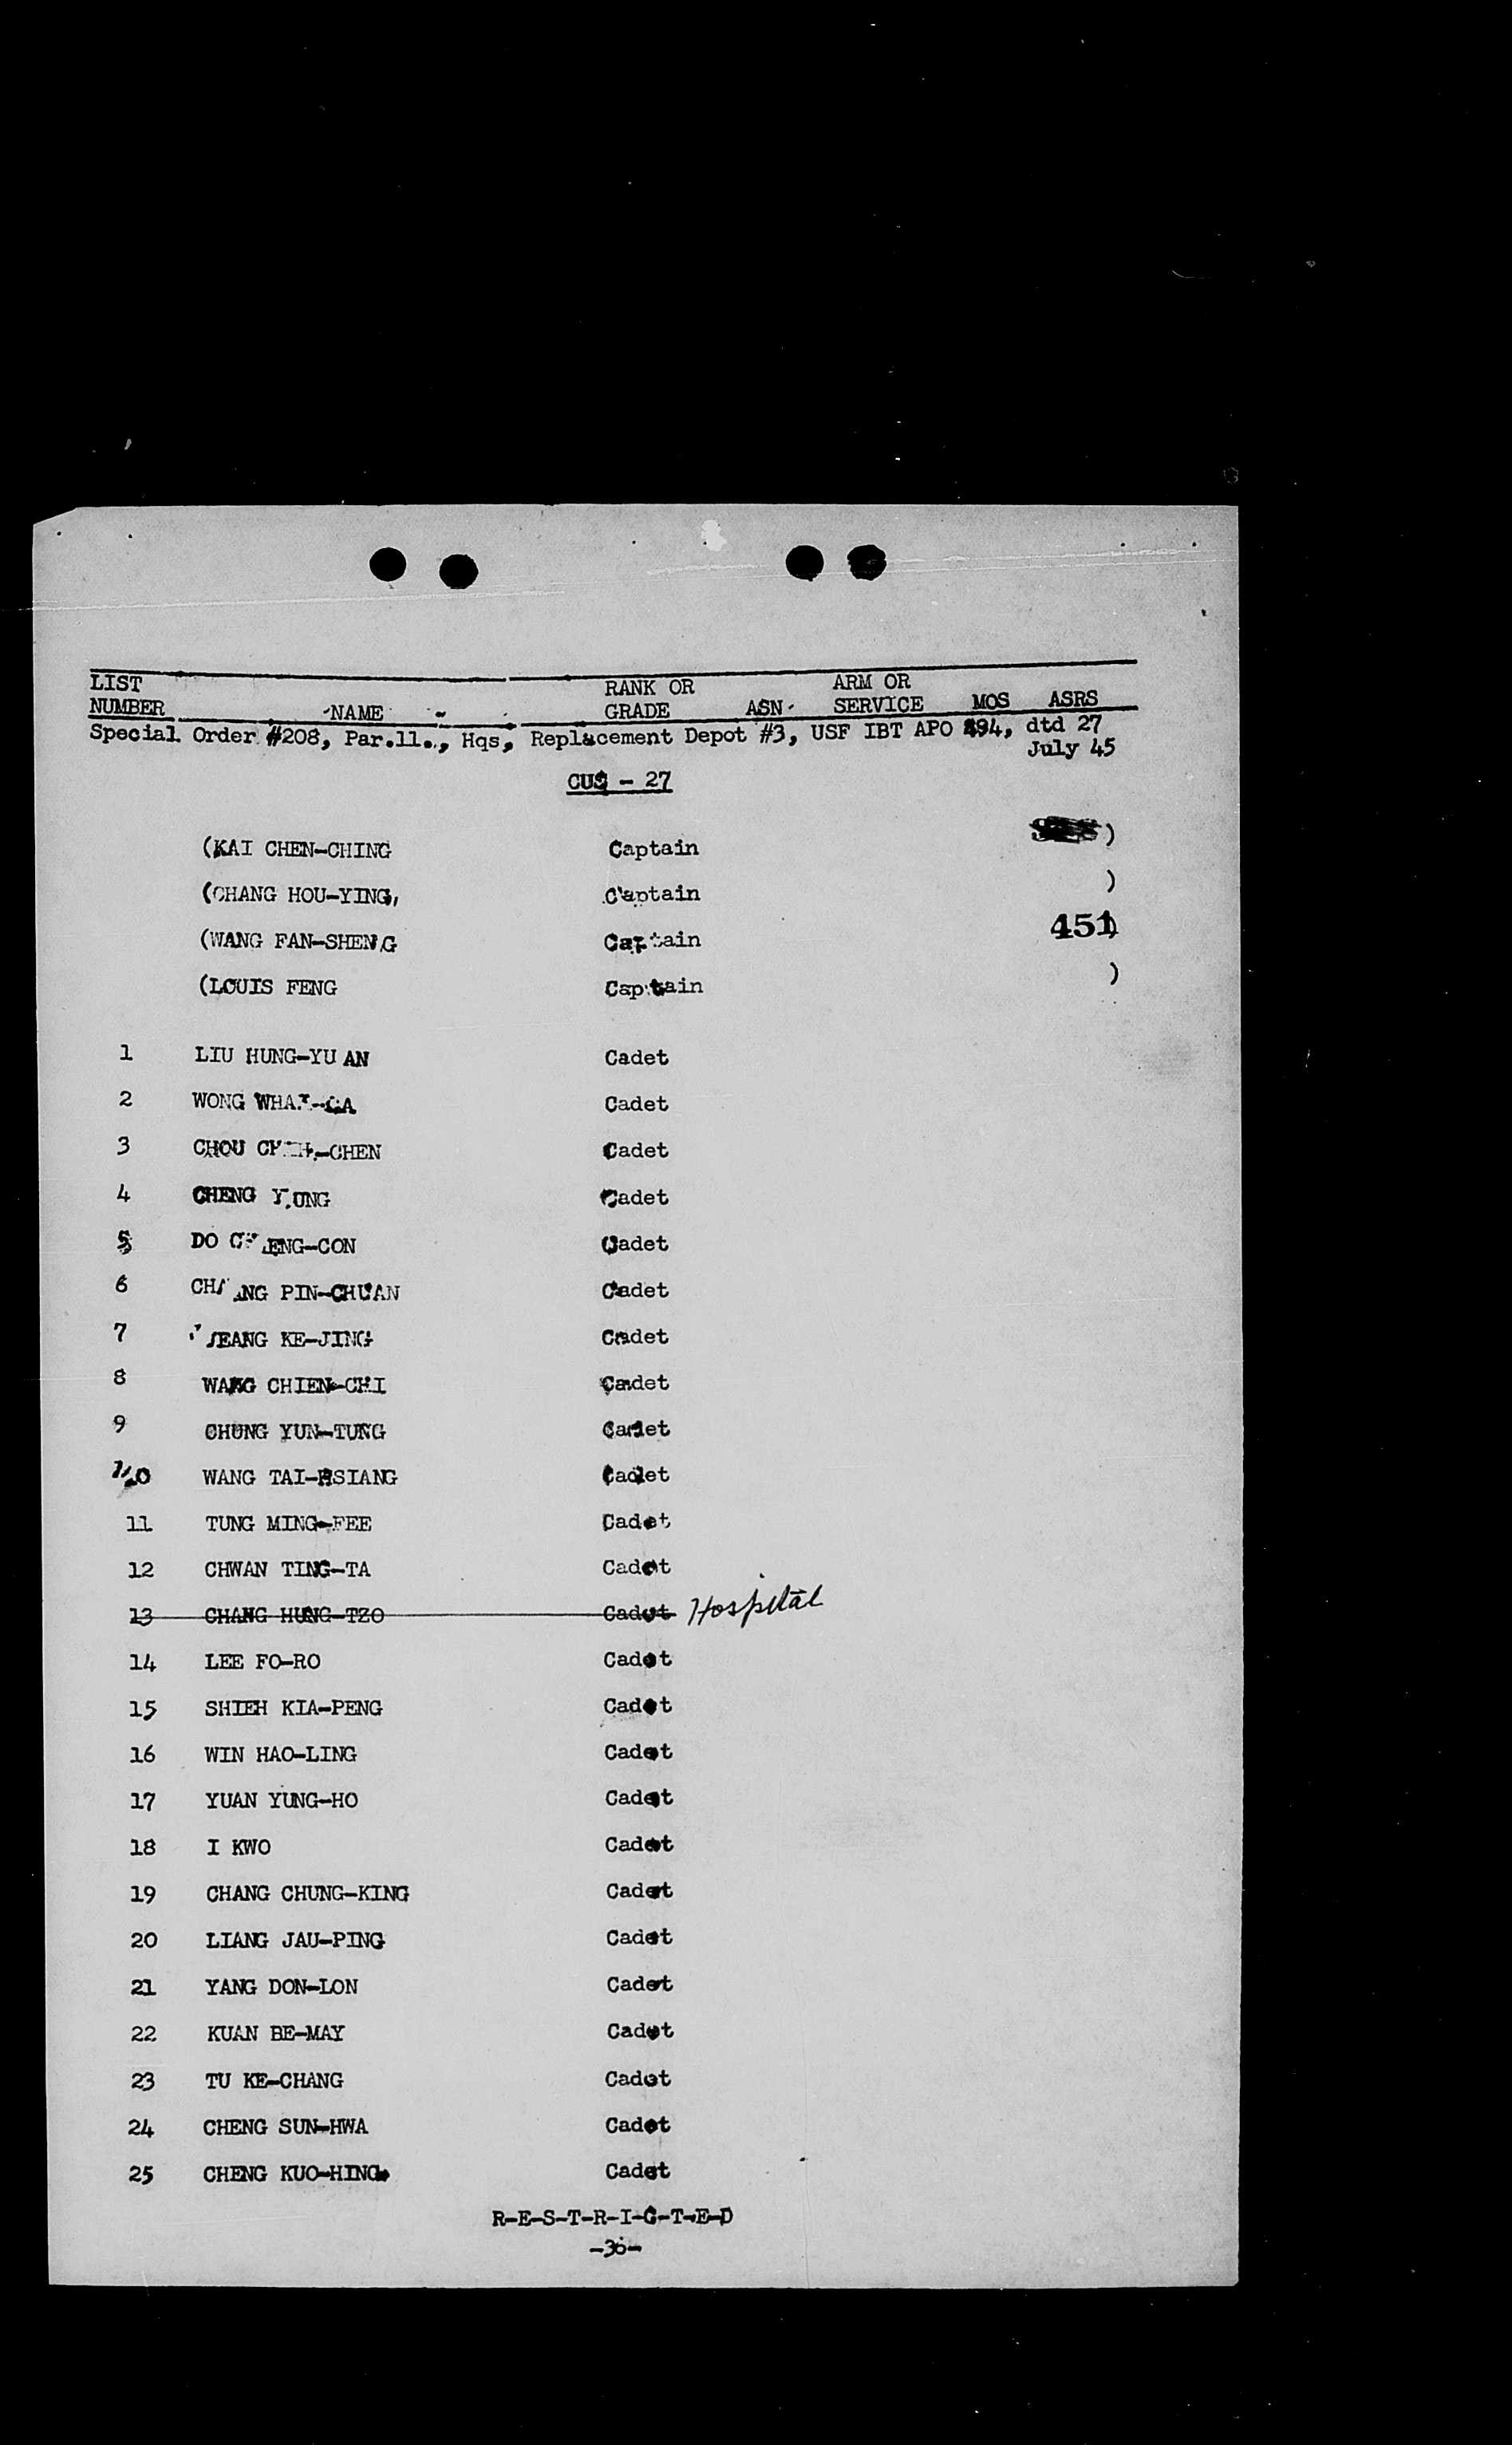 LIST NUMBER NAME RANK OR GRADE ASN ARM OR SERVICE MOS ASRS
Special Order #208, Par.11., Hqs, Replacement Depot #3, USF IBT APO 494, dtd 27
July 45
CUS - 27
(KAI CHEN-CHING Captain )
(CHANG HOU-YING, Captain )
(WANG FAN-SHENG Captain 451)
(LOUIS FENG Captain )
1 LIU HUNG-YUAN Cadet
2 WONG Cadet
3 CHOU Cadet
4 CHENG YUNG Cadet
5 DO Cadet
6 CHANG PIN-CHUAN Cadet
7 KE-JING Cadet
8 WANG CHIEN-CHI Cadet
9 CHUNG YUN-TUNG Cadet
10 WANG TAI-HSIANG Cadet
11 TUNG MING-FEE Cadet
12 CHWAN TING-TA Cadet
13 CHANG HUNG-TZO Cadet Hospital
14 LEE FO-RO Cadet
15 SHIEH KIA-PENG Cadet
16 WIN HAO-LING Cadet
17 YUAN YUNG-HO Cadet
18 I KWO Cadet
19 CHANG CHUNG-KING Cadet
20 LIANG JAU-PING Cadet
21 YANG DON-LON Cadet
22 KUAN BE-MAY Cadet
23 TU KE-CHANG Cadet
24 CHENG SUN-HWA Cadet
25 CHENG KUO-HING Cadet
R-E-S-T-R-I-C-T-E-D
-36-